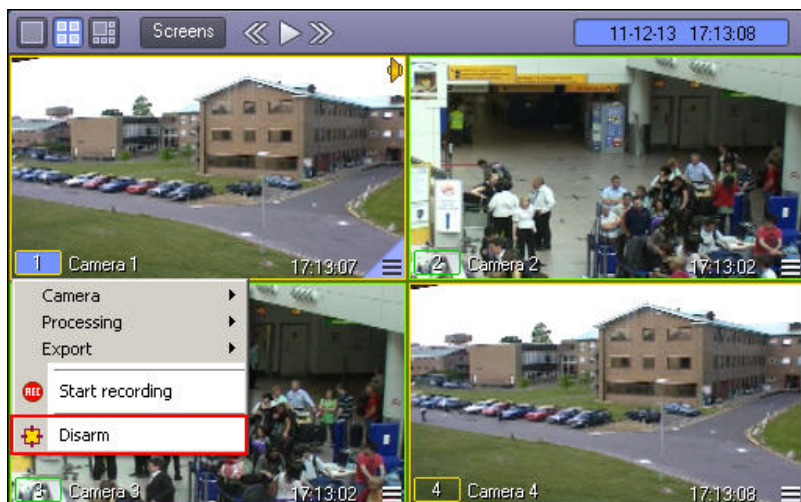 Screens
11-12-13 17:13:08
1 Camera 1 17:13:07
2 Camera 2 17:13:02
Camera
Processing
Export
REC Start recording
Disarm
3 Camera 3 17:13:02
4 Camera 4 17:13:08